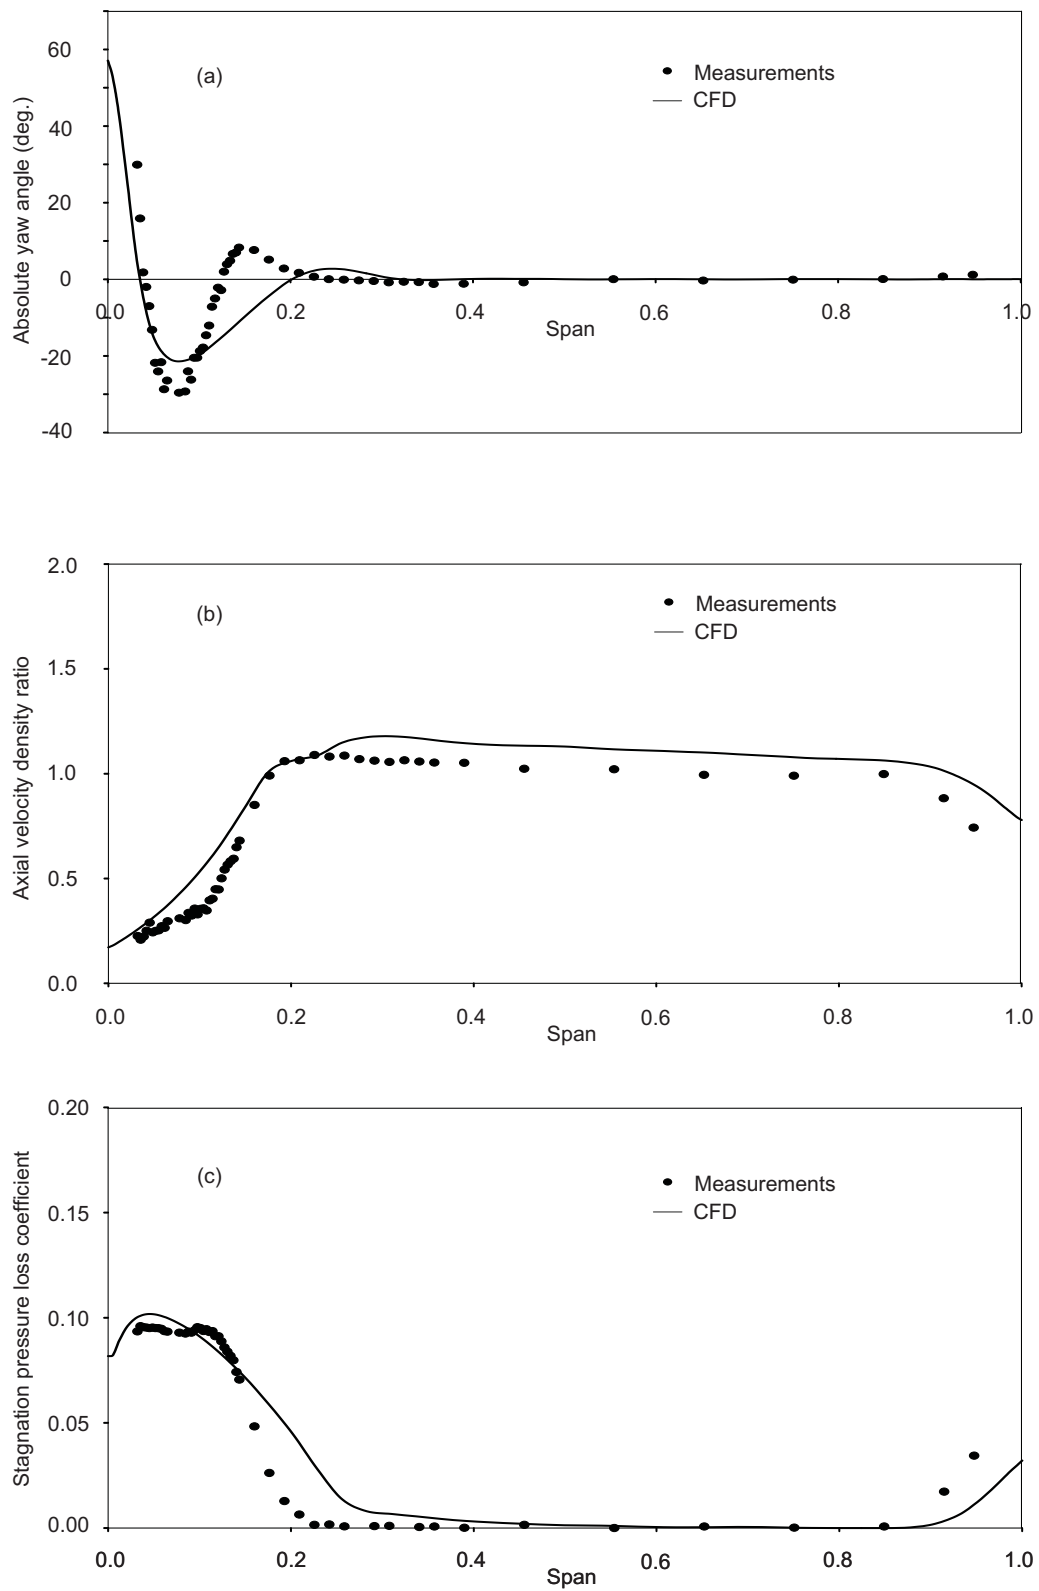 60
(a)
Measurements
CFD
40
20
0
0.0
0.2
0.4
0.6
0.8
1.0
Span
-20
-40
Absolute yaw angle (deg.)
2.0
(b)
Measurements
CFD
1.5
1.0
0.5
0.0
0.0
0.2
0.4
0.6
0.8
1.0
Span
Axial velocity density ratio
0.20
(c)
Measurements
CFD
0.15
0.10
0.05
0.00
0.0
0.2
0.4
0.6
0.8
1.0
Span
Stagnation pressure loss coefficient